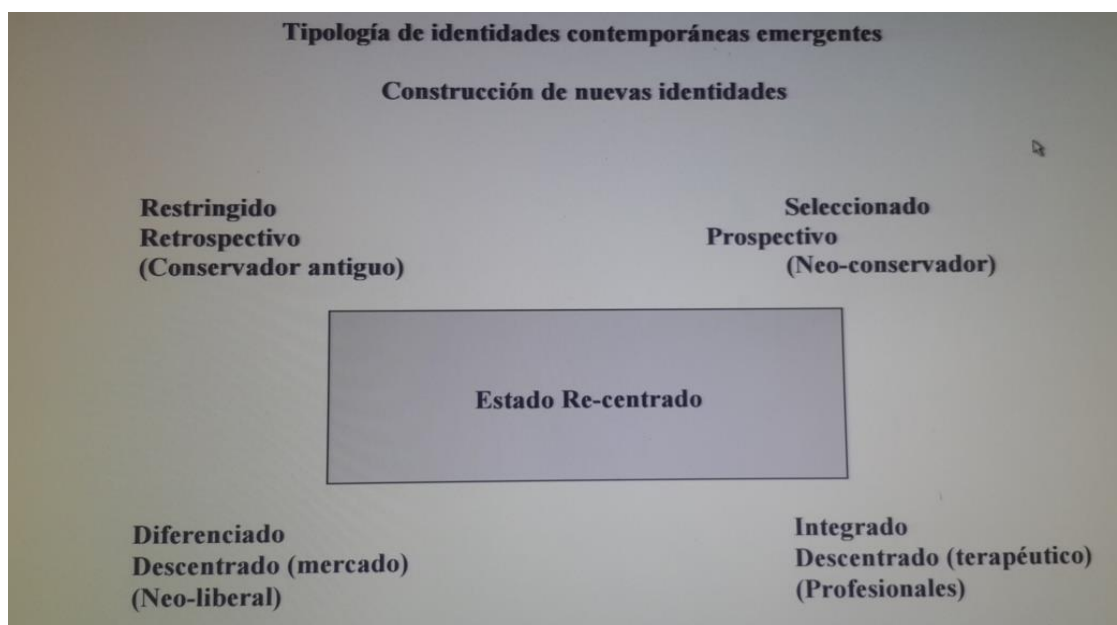 Tipología de identidades contemporáneas emergentes
Construcción de nuevas identidades
Restringido
Retrospectivo
(Conservador antiguo)
Seleccionado
Prospectivo
(Neo-conservador)
Estado Re-centrado
Diferenciado
Descentrado (mercado)
(Neo-liberal)
Integrado
Descentrado (terapéutico)
(Profesionales)